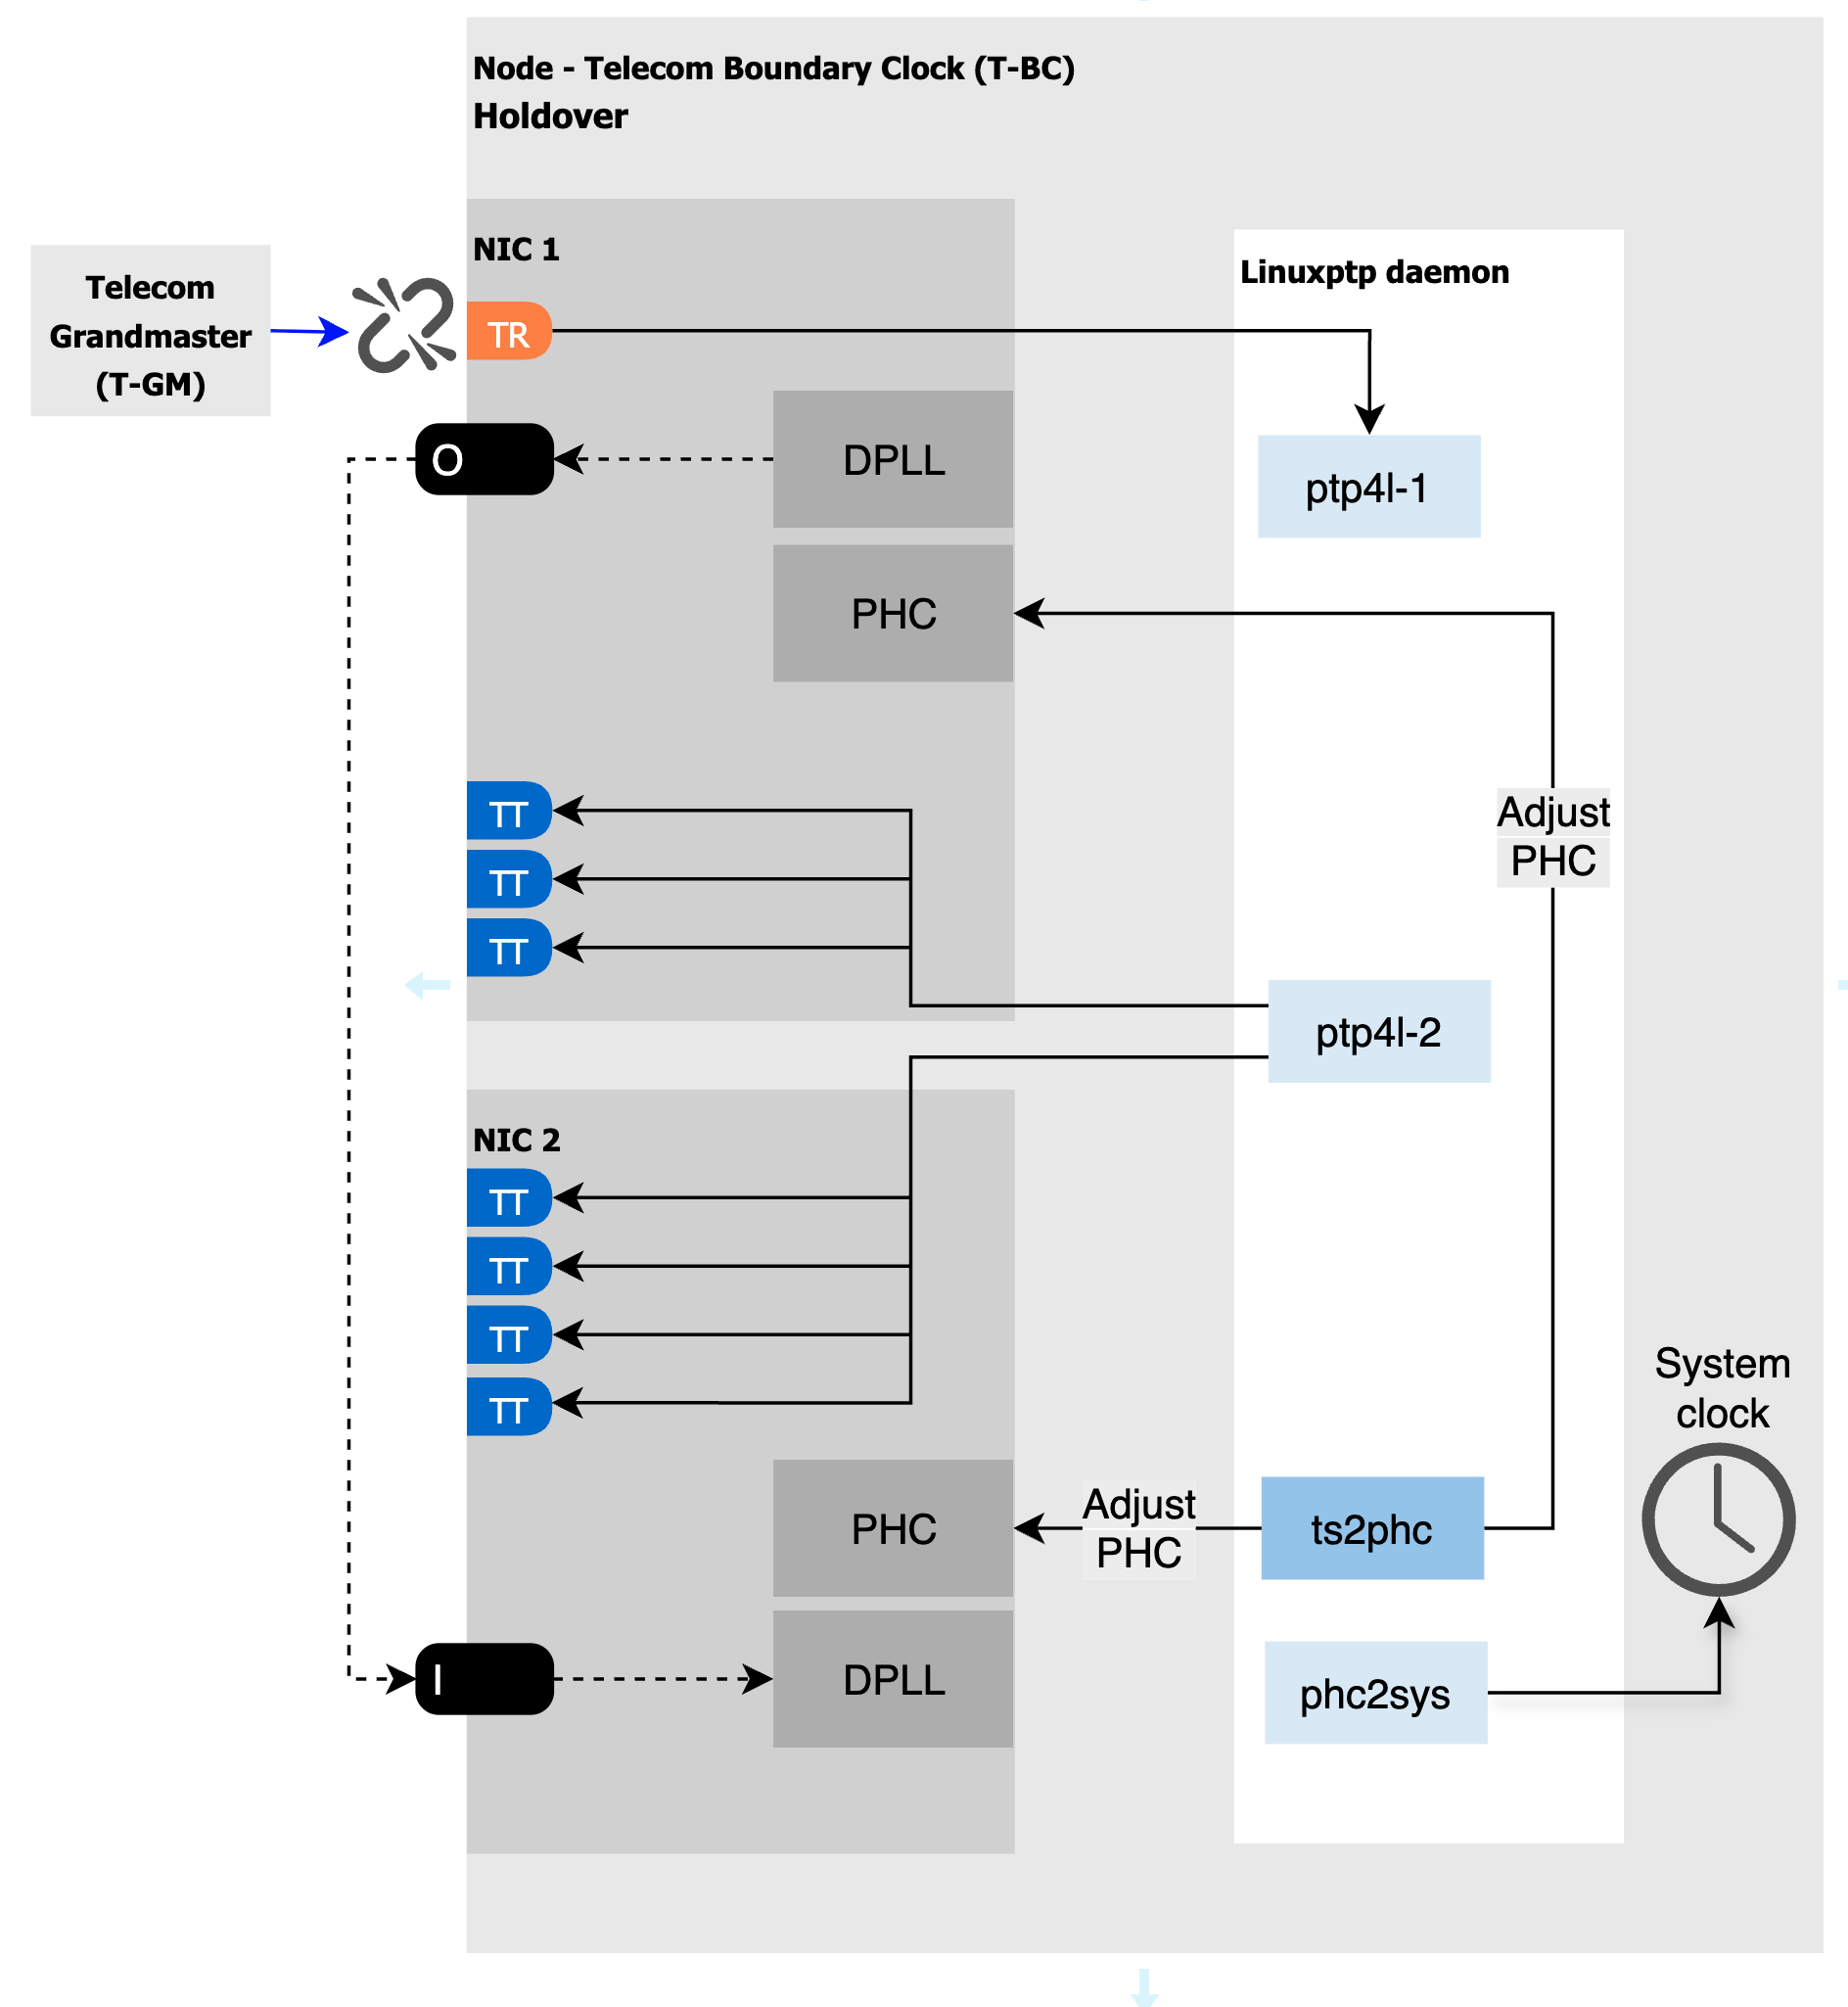 Node - Telecom Boundary Clock (T-BC)
Holdover
NIC 1
Linuxptp daemon
Telecom
Grandmaster
(T-GM)
TR
O
DPLL
ptp4l-1
PHC
TT
TT
TT
Adjust
PHC
ptp4l-2
NIC 2
TT
TT
TT
TT
System
clock
PHC
Adjust
PHC
ts2phc
I
DPLL
phc2sys